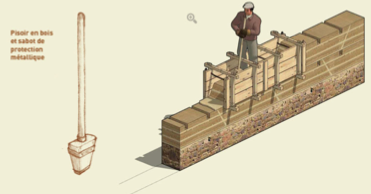 Pisoir en bois
et sabot de
protection
métallique